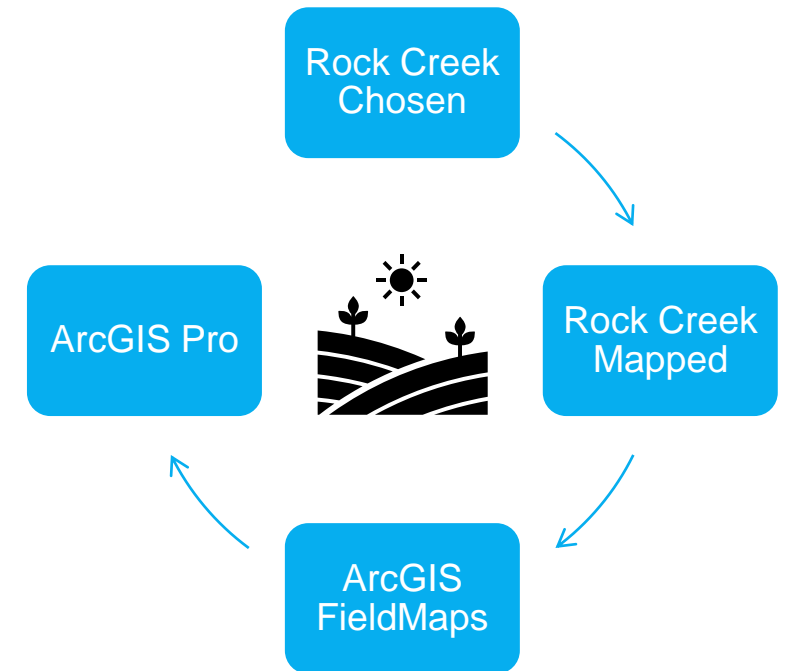 Rock Creek
Chosen
Rock Creek
Mapped
ArcGIS
FieldMaps
ArcGIS Pro